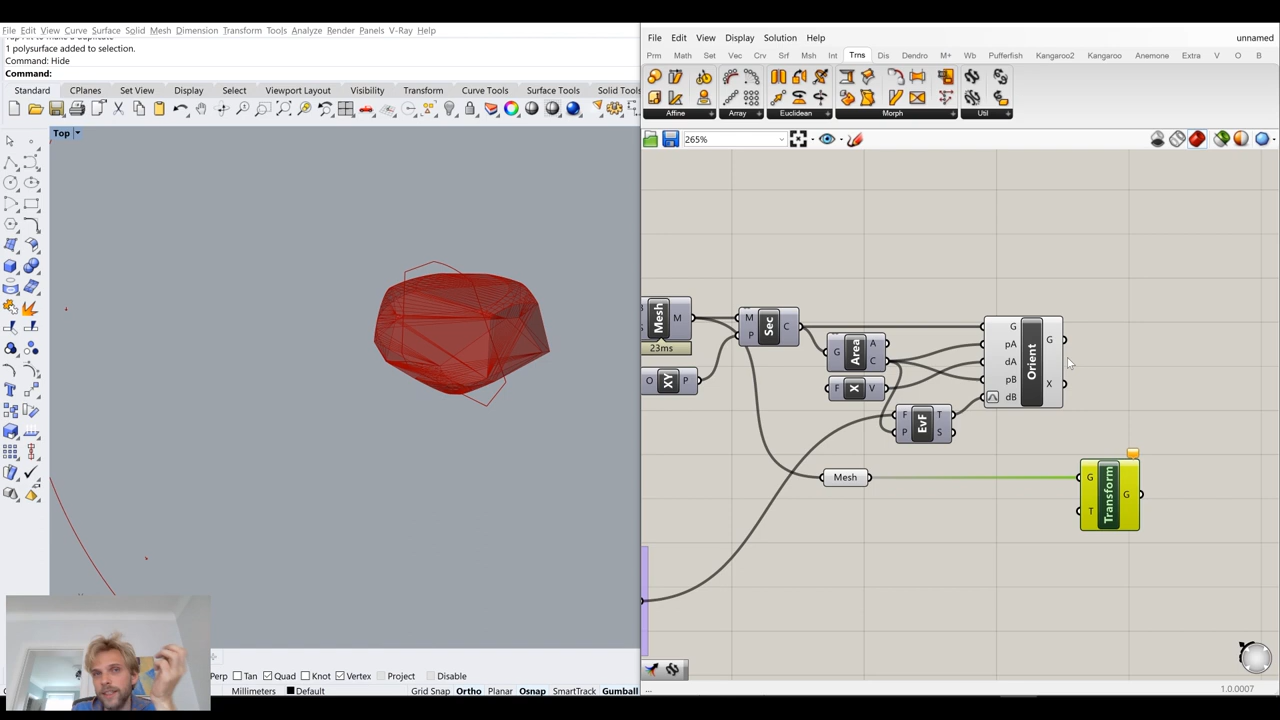 File Edit View Curve Surface Solid Mesh Dimension Transform Tools Analyze Render Panels V-Ray Help
1 polysurface added to selection.
Command: Hide
Command:
Standard CPlanes Set View Display Select Viewport Layout Visibility Transform Curve Tools Surface Tools Solid Tools
Top
Perp Tan Quad Knot Vertex Project Disable
Millimeters Default Grid Snap Ortho Planar Osnap SmartTrack Gumball
File Edit View Display Solution Help unnamed
Prm Math Set Vec Crv Srf Msh Int Trns Dis Dendro M+ Wb Pufferfish Kangaroo2 Kangaroo Anemone Extra V O B
Affine Array Euclidean Morph Util
265%
Mesh M
23ms
O XY P
M P Sec C
G Area A C
F X V
F P EvF T S
G pA dA pB dB Orient G X
Mesh
G T Transform G
...
1.0.0007